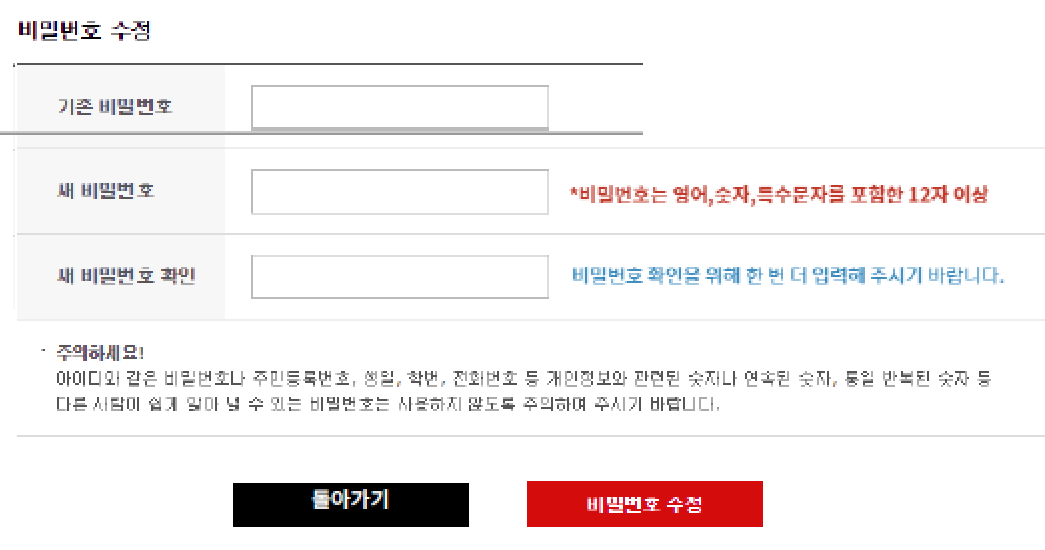 비밀번호 수정
기존 비밀번호
새 비밀번호
*비밀번호는 영어,숫자,특수문자를 포함한 12자 이상
새 비밀번호 확인
비밀번호 확인을 위해 한 번 더 입력해 주시기 바랍니다.
· 주의하세요!
아이디와 같은 비밀번호나 주민등록번호, 생일, 학번, 전화번호 등 개인정보와 관련된 숫자나 연속된 숫자, 동일 반복된 숫자 등
다른 사람이 쉽게 알아 낼 수 있는 비밀번호는 사용하지 않도록 주의하여 주시기 바랍니다.
돌아가기
비밀번호 수정